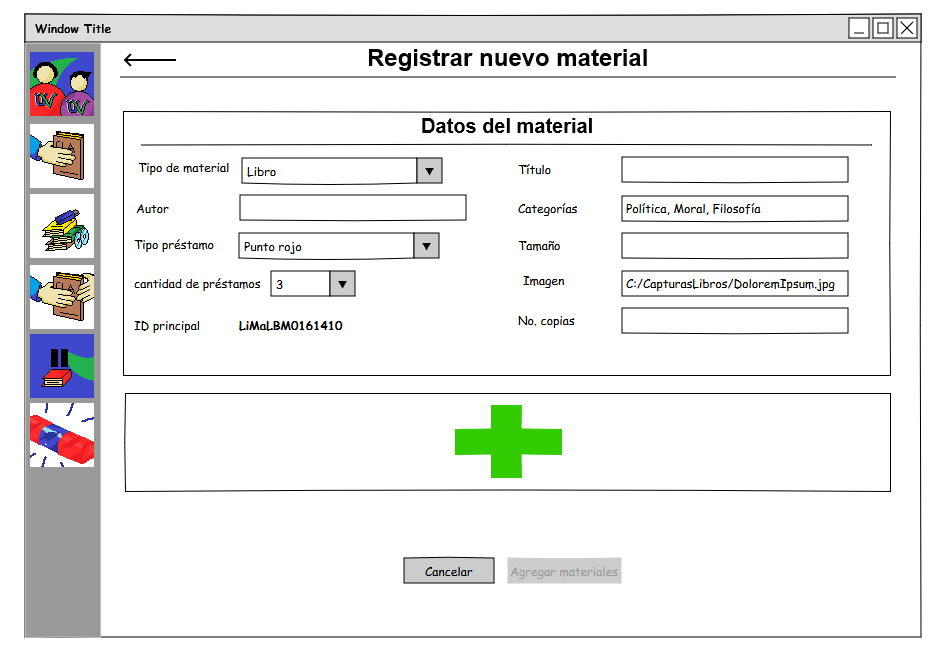 Window Title
Registrar nuevo material
Datos del material
Tipo de material
Libro
Título
Autor
Categorías
Política, Moral, Filosofía
Tipo préstamo
Punto rojo
Tamaño
cantidad de préstamos
3
Imagen
C:/CapturasLibros/DoloremIpsum.jpg
ID principal
LiMaLBM0161410
No. copias
Cancelar
Agregar materiales